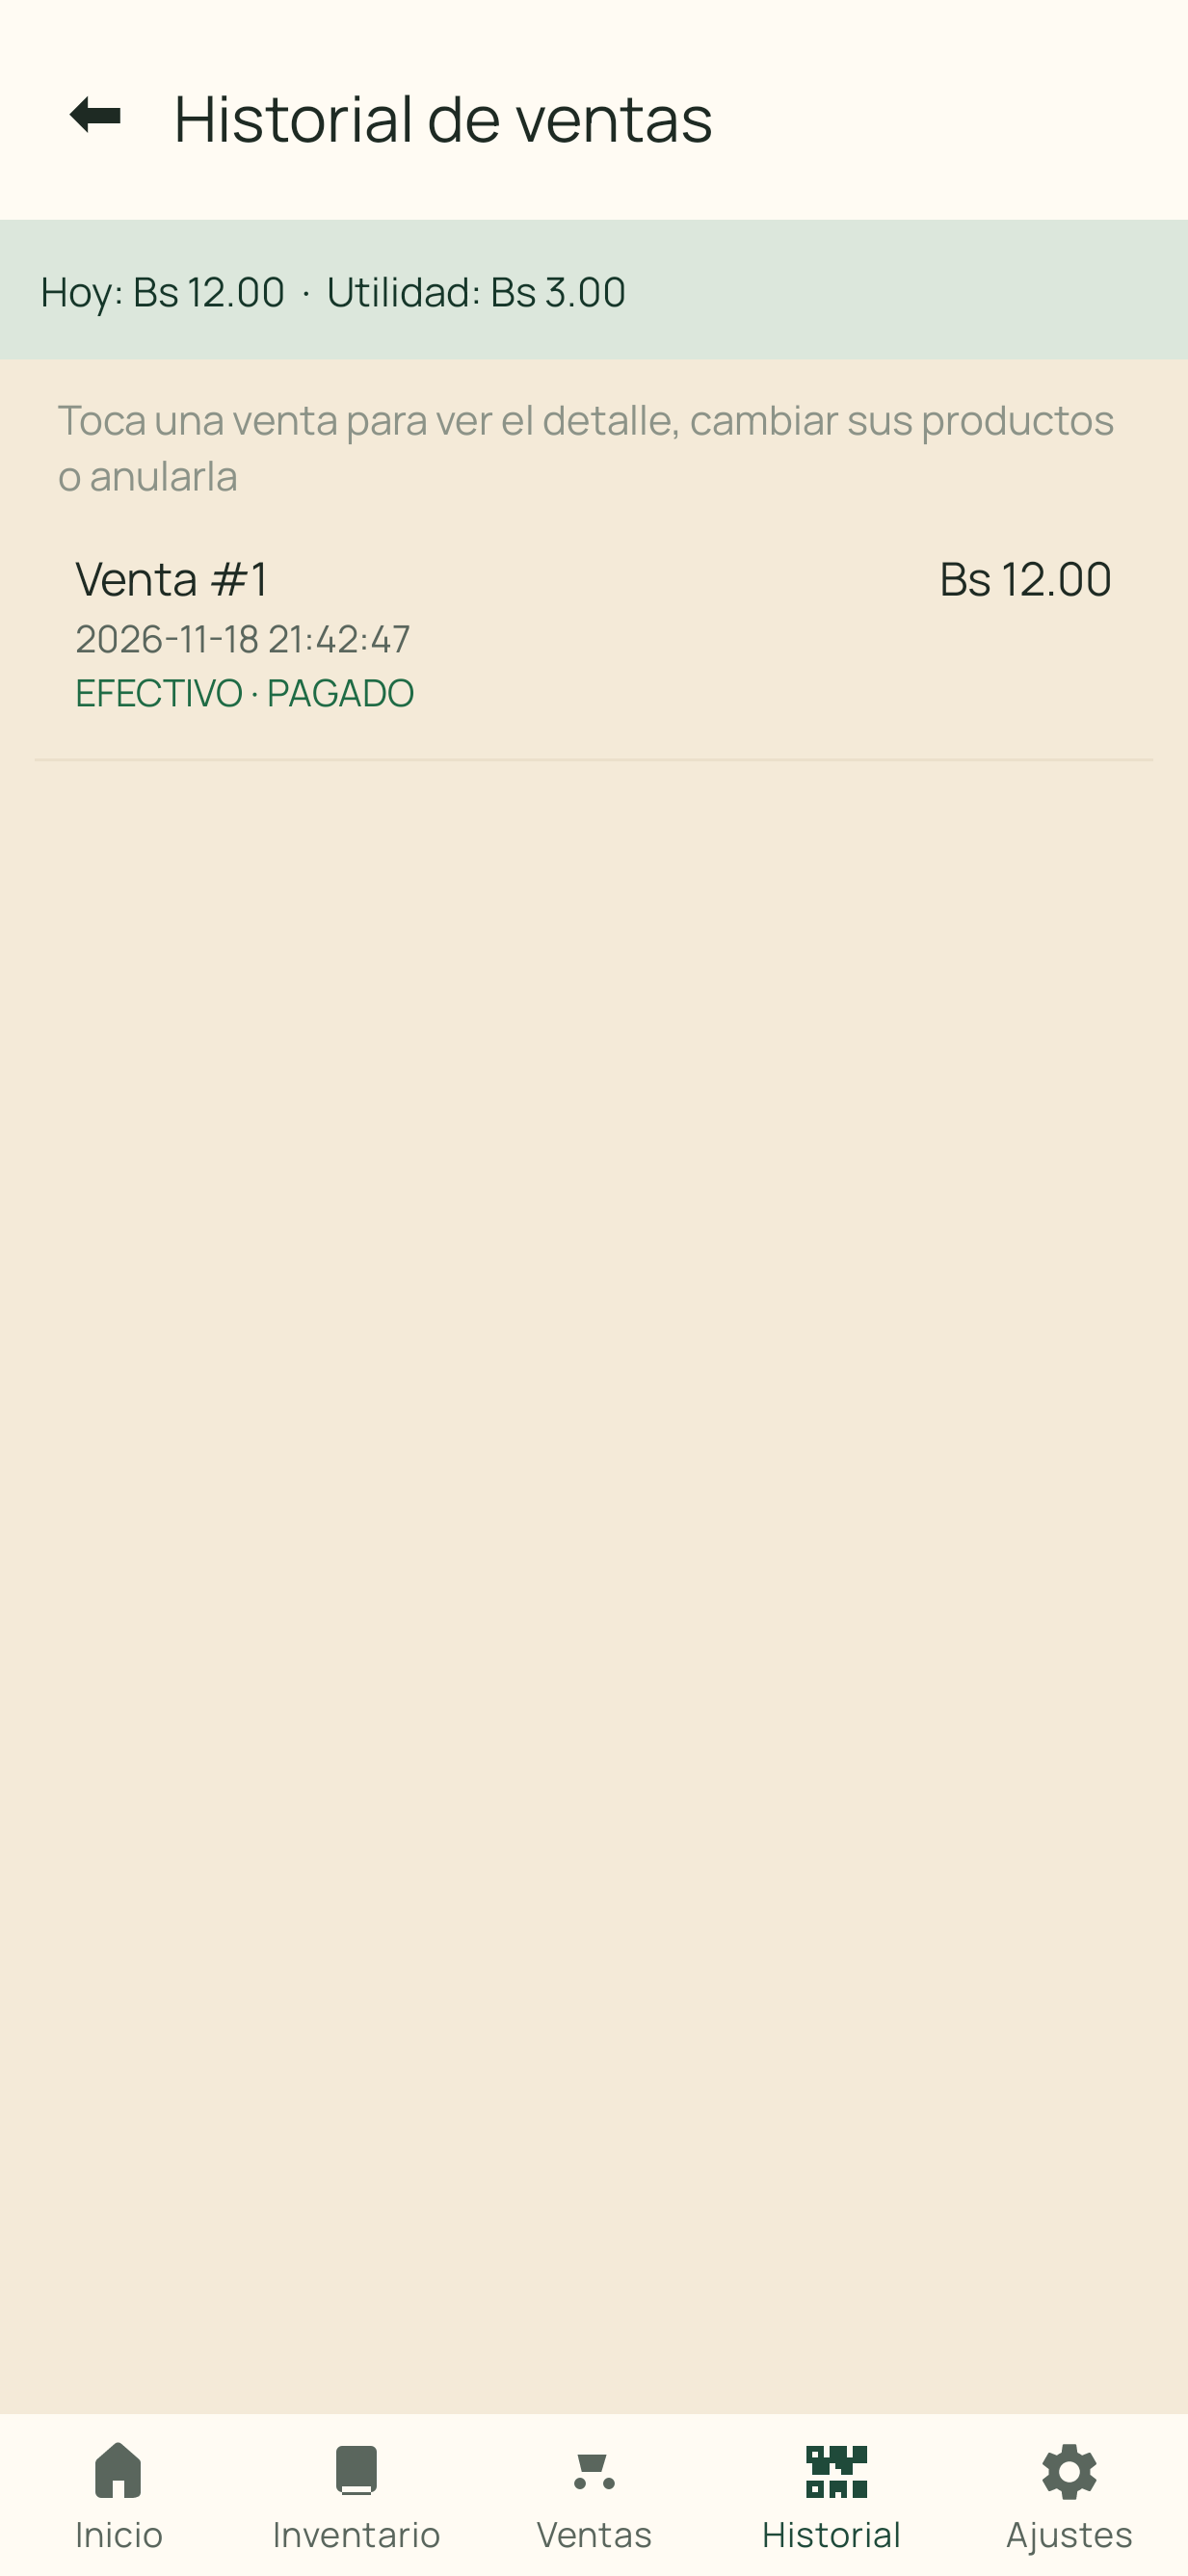 Historial de ventas
Hoy: Bs 12.00 · Utilidad: Bs 3.00
Toca una venta para ver el detalle, cambiar sus productos
o anularla
Venta #1 Bs 12.00
2026-11-18 21:42:47
EFECTIVO · PAGADO
Inicio Inventario Ventas Historial Ajustes